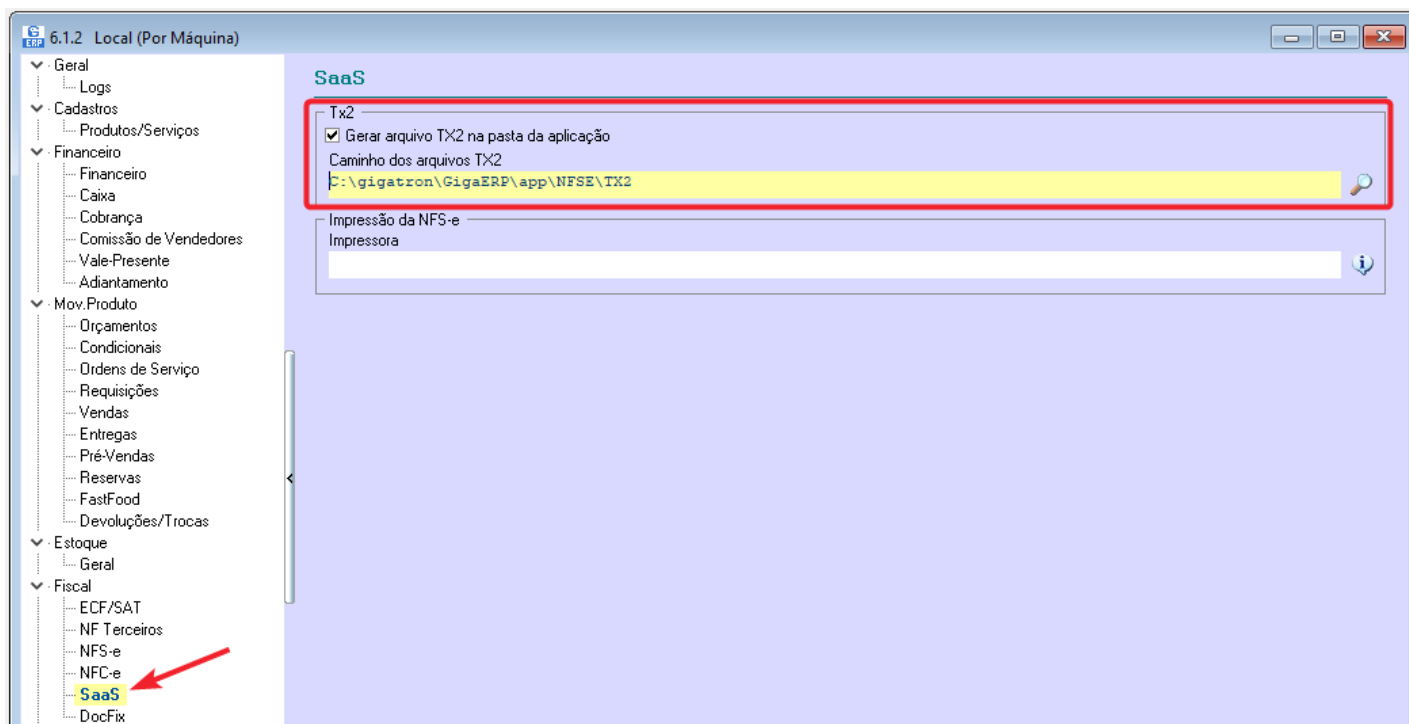 6.1.2 Local (Por Máquina)
Geral
Logs
Cadastros
Produtos/Serviços
Financeiro
Financeiro
Caixa
Cobrança
Comissão de Vendedores
Vale-Presente
Adiantamento
Mov.Produto
Orçamentos
Condicionais
Ordens de Serviço
Requisições
Vendas
Entregas
Pré-Vendas
Reservas
FastFood
Devoluções/Trocas
Estoque
Geral
Fiscal
ECF/SAT
NF Terceiros
NFS-e
NFC-e
SaaS
DocFix
SaaS
Tx2
Gerar arquivo TX2 na pasta da aplicação
Caminho dos arquivos TX2
C:\gigatron\GigaERP\app\NFSE\TX2
Impressão da NFS-e
Impressora